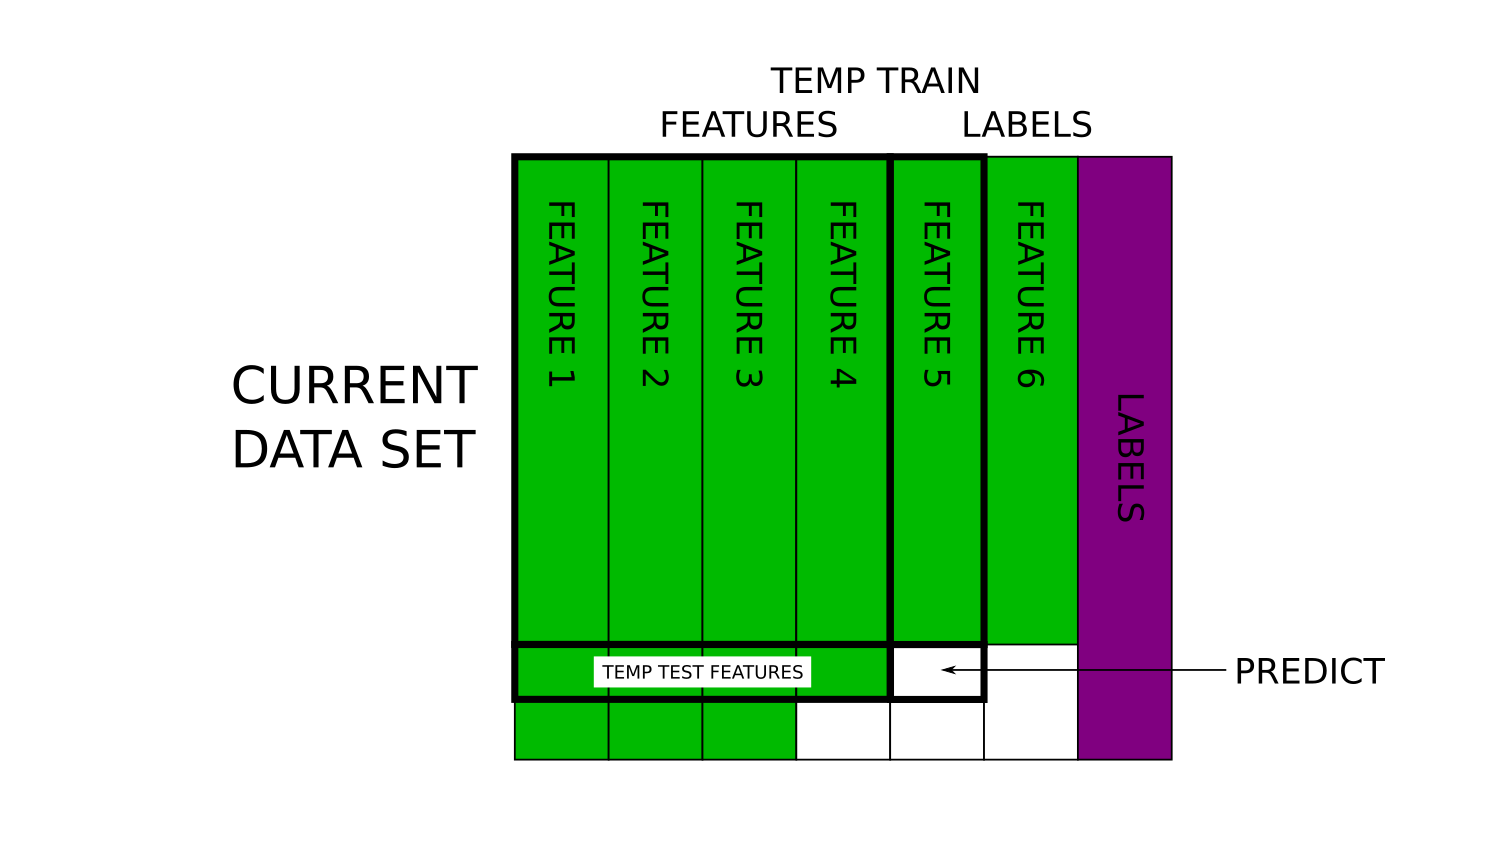 TEMP TRAIN
FEATURES LABELS
FEATURE 1
FEATURE 2
FEATURE 3
FEATURE 4
FEATURE 5
FEATURE 6
LABELS
CURRENT
DATA SET
TEMP TEST FEATURES
PREDICT